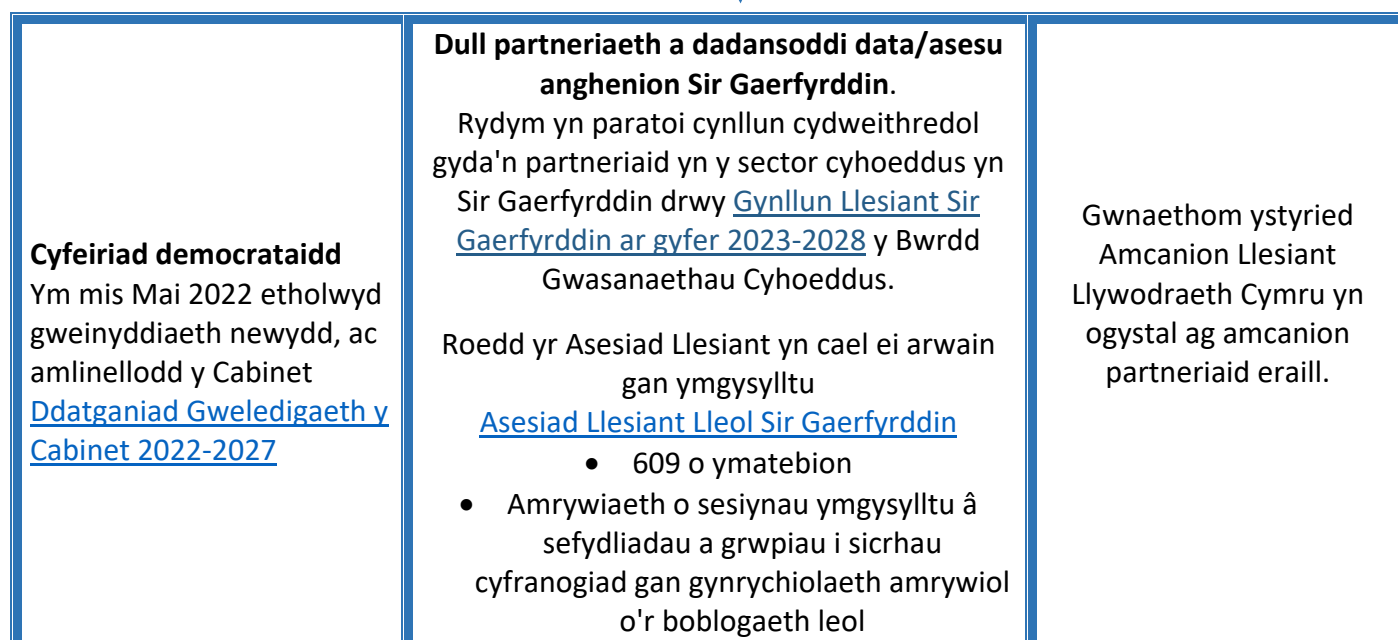 Cyfeiriad democrataidd
Ym mis Mai 2022 etholwyd
gweinyddiaeth newydd, ac
amlinellodd y Cabinet
Ddatganiad Gweledigaeth y
Cabinet 2022-2027
Dull partneriaeth a dadansoddi data/asesu
anghenion Sir Gaerfyrddin.
Rydym yn paratoi cynllun cydweithredol
gyda'n partneriaid yn y sector cyhoeddus yn
Sir Gaerfyrddin drwy Gynllun Llesiant Sir
Gaerfyrddin ar gyfer 2023-2028 y Bwrdd
Gwasanaethau Cyhoeddus.
Roedd yr Asesiad Llesiant yn cael ei arwain
gan ymgysylltu
Asesiad Llesiant Lleol Sir Gaerfyrddin
• 609 o ymatebion
• Amrywiaeth o sesiynau ymgysylltu â
sefydliadau a grwpiau i sicrhau
cyfranogiad gan gynrychiolaeth amrywiol
o'r boblogaeth leol
Gwnaethom ystyried
Amcanion Llesiant
Llywodraeth Cymru yn
ogystal ag amcanion
partneriaid eraill.